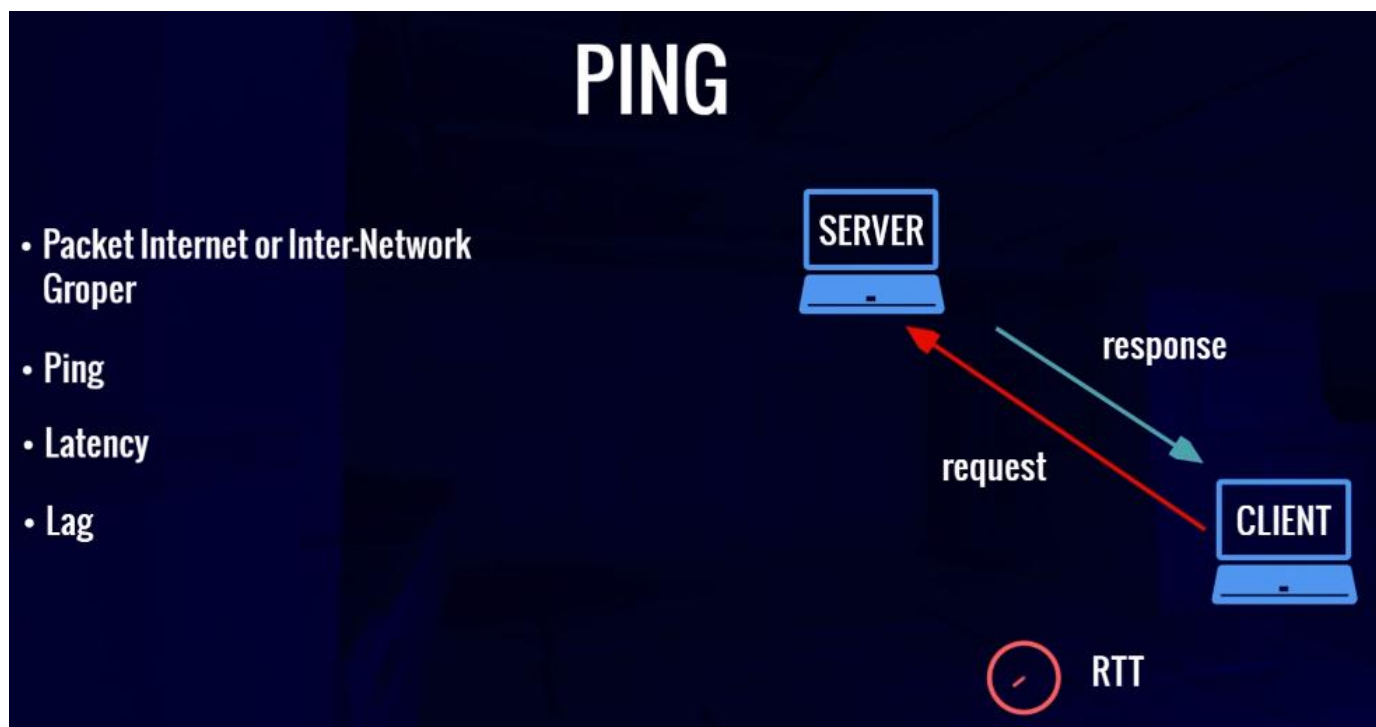 PING
• Packet Internet or Inter-Network
Groper
• Ping
• Latency
• Lag
SERVER
response
request
CLIENT
RTT